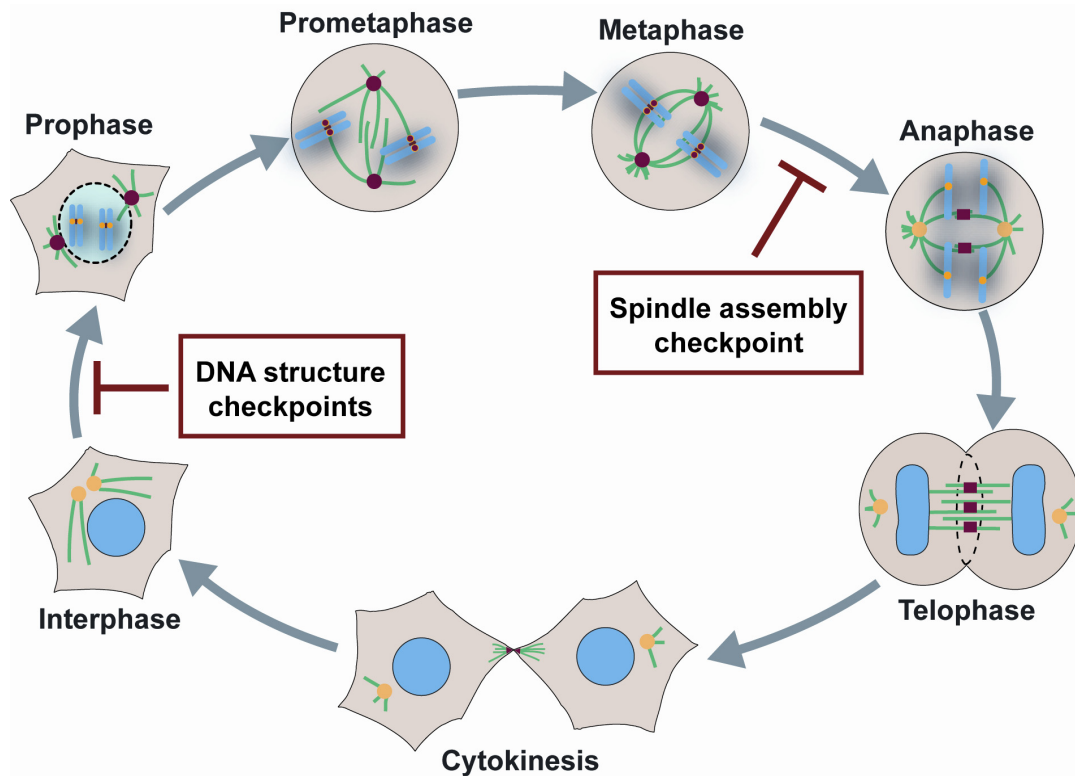 Prometaphase
Metaphase
Prophase
Anaphase
Spindle assembly
checkpoint
DNA structure
checkpoints
Interphase
Telophase
Cytokinesis